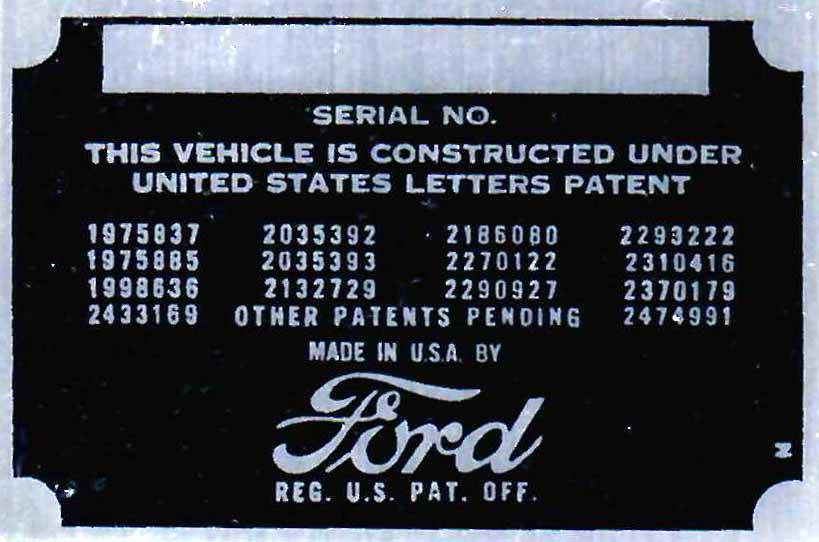 SERIAL NO.
THIS VEHICLE IS CONSTRUCTED UNDER
UNITED STATES LETTERS PATENT
1975837 2035392 2186080 2293222
1975885 2035393 2270122 2310416
1998636 2132729 2290927 2370179
2433169 OTHER PATENTS PENDING 2474991
MADE IN U.S.A. BY
Ford
REG. U.S. PAT. OFF.
Z